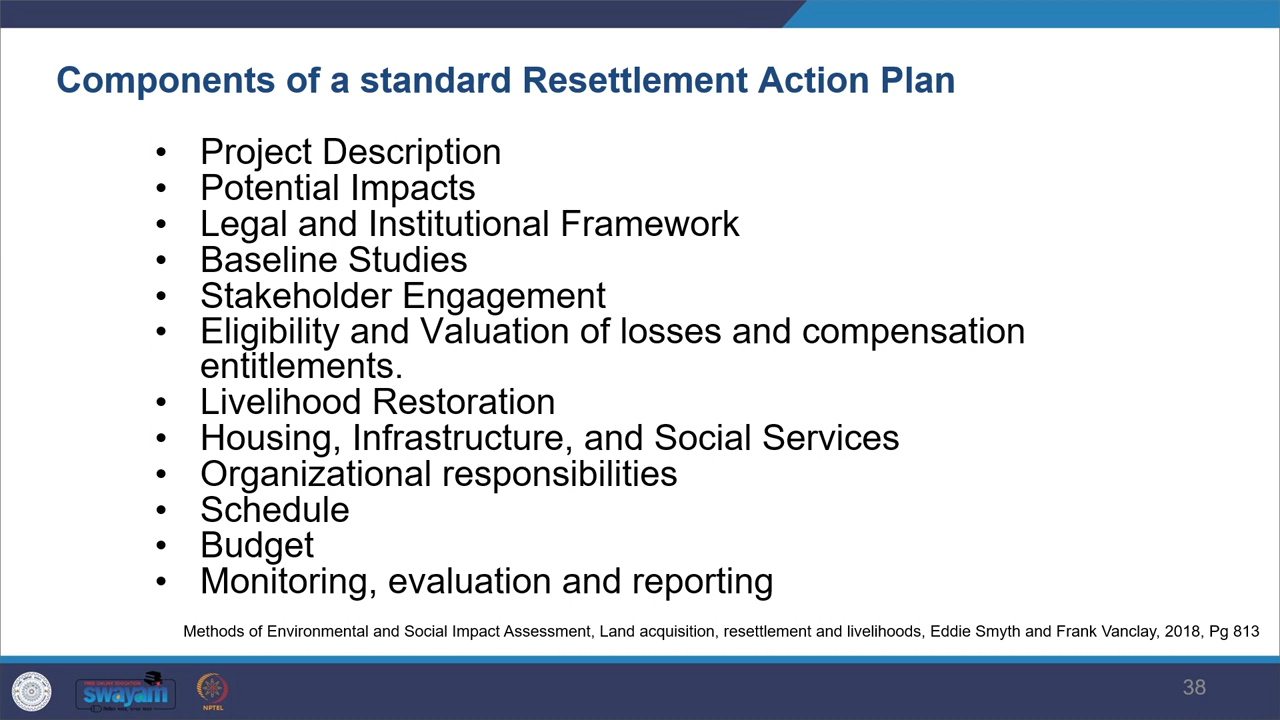 Components of a standard Resettlement Action Plan
• Project Description
• Potential Impacts
• Legal and Institutional Framework
• Baseline Studies
• Stakeholder Engagement
• Eligibility and Valuation of losses and compensation
entitlements.
• Livelihood Restoration
• Housing, Infrastructure, and Social Services
• Organizational responsibilities
• Schedule
• Budget
• Monitoring, evaluation and reporting
Methods of Environmental and Social Impact Assessment, Land acquisition, resettlement and livelihoods, Eddie Smyth and Frank Vanclay, 2018, Pg 813
swayam
NPTEL
38